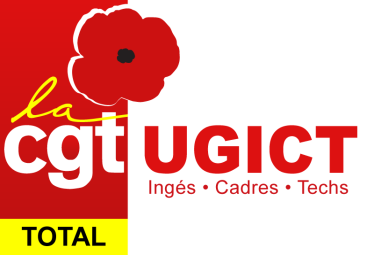 la
cgt UGICT
Ingés • Cadres • Techs
TOTAL